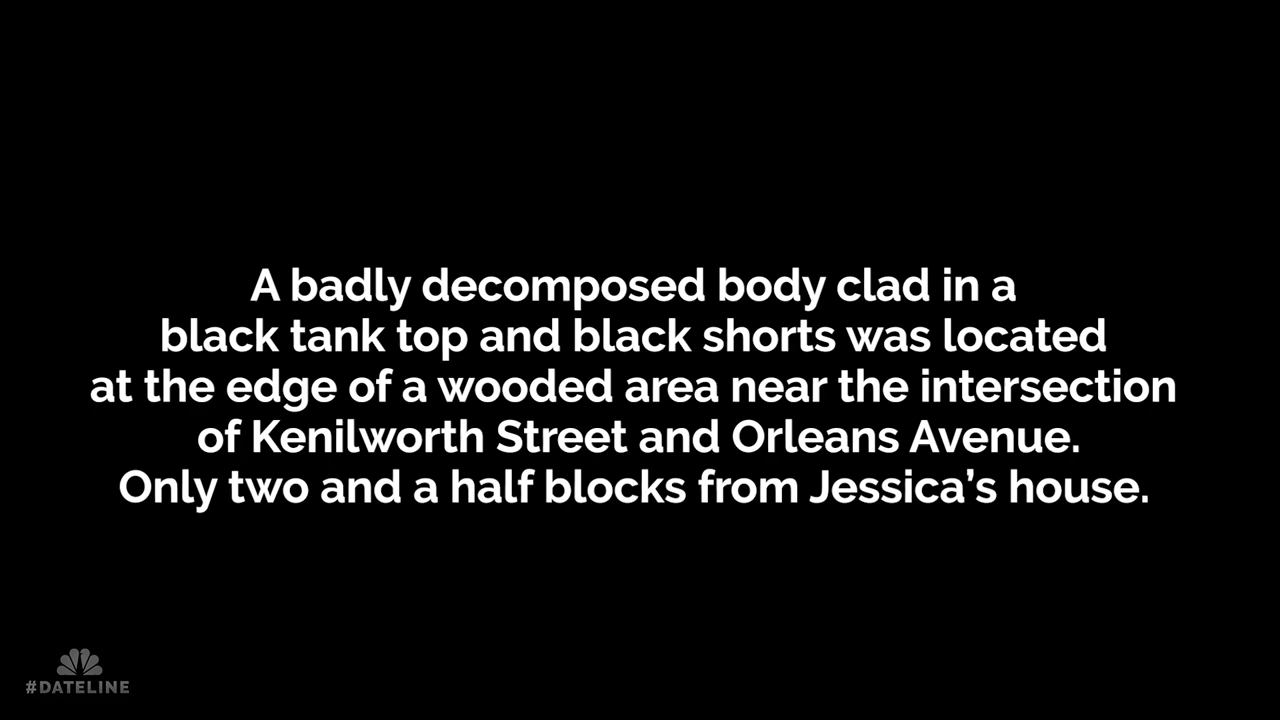 A badly decomposed body clad in a
black tank top and black shorts was located
at the edge of a wooded area near the intersection
of Kenilworth Street and Orleans Avenue.
Only two and a half blocks from Jessica’s house.
#DATELINE